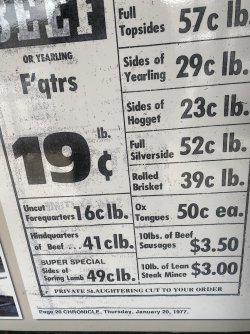 BEEF
OR YEARLING
F'qtrs
19¢ lb.
Uncut
Forequarters 16c lb.
Hindquarters
of Beef ... 41c lb.
SUPER SPECIAL
Sides of
Spring Lamb 49c lb.
Full
Topsides 57c lb
Sides of
Yearling 29c lb.
Sides of
Hogget 23c lb.
Full
Silverside 52c lb.
Rolled
Brisket 39c lb.
Ox
Tongues 50c ea.
10lbs. of Beef
Sausages $3.50
10lb. of Lean
Steak Mince $3.00
PRIVATE SLAUGHTERING CUT TO YOUR ORDER
Page 20 CHRONICLE, Thursday, January 20, 1977.